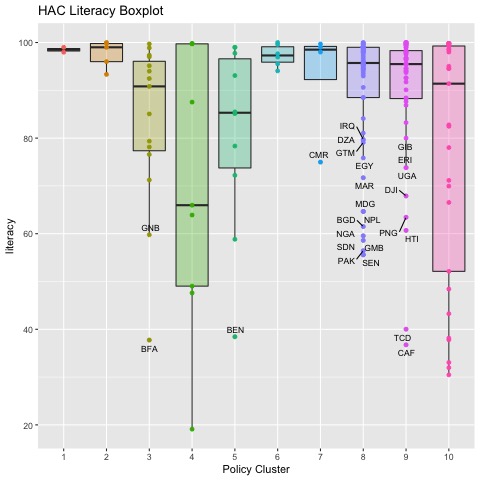 HAC Literacy Boxplot
100
80
60
40
20
literacy
IRQ
DZA
GTM
EGY
MAR
MDG
BGD NPL
NGA
SDN GMB
PAK SEN
CMR
GIB
ERI
UGA
DJI
PNG
HTI
TCD
CAF
GNB
BFA
BEN
1 2 3 4 5 6 7 8 9 10
Policy Cluster